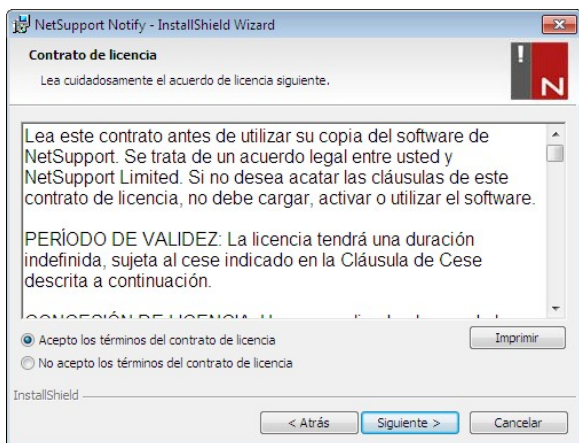 NetSupport Notify - InstallShield Wizard
Contrato de licencia
Lea cuidadosamente el acuerdo de licencia siguiente.
! N
Lea este contrato antes de utilizar su copia del software de
NetSupport. Se trata de un acuerdo legal entre usted y
NetSupport Limited. Si no desea acatar las cláusulas de este
contrato de licencia, no debe cargar, activar o utilizar el software.
PERÍODO DE VALIDEZ: La licencia tendrá una duración
indefinida, sujeta al cese indicado en la Cláusula de Cese
descrita a continuación.
CONCESIÓN DE LICENCIA:
Acepto los términos del contrato de licencia
Imprimir
No acepto los términos del contrato de licencia
InstallShield
< Atrás
Siguiente >
Cancelar